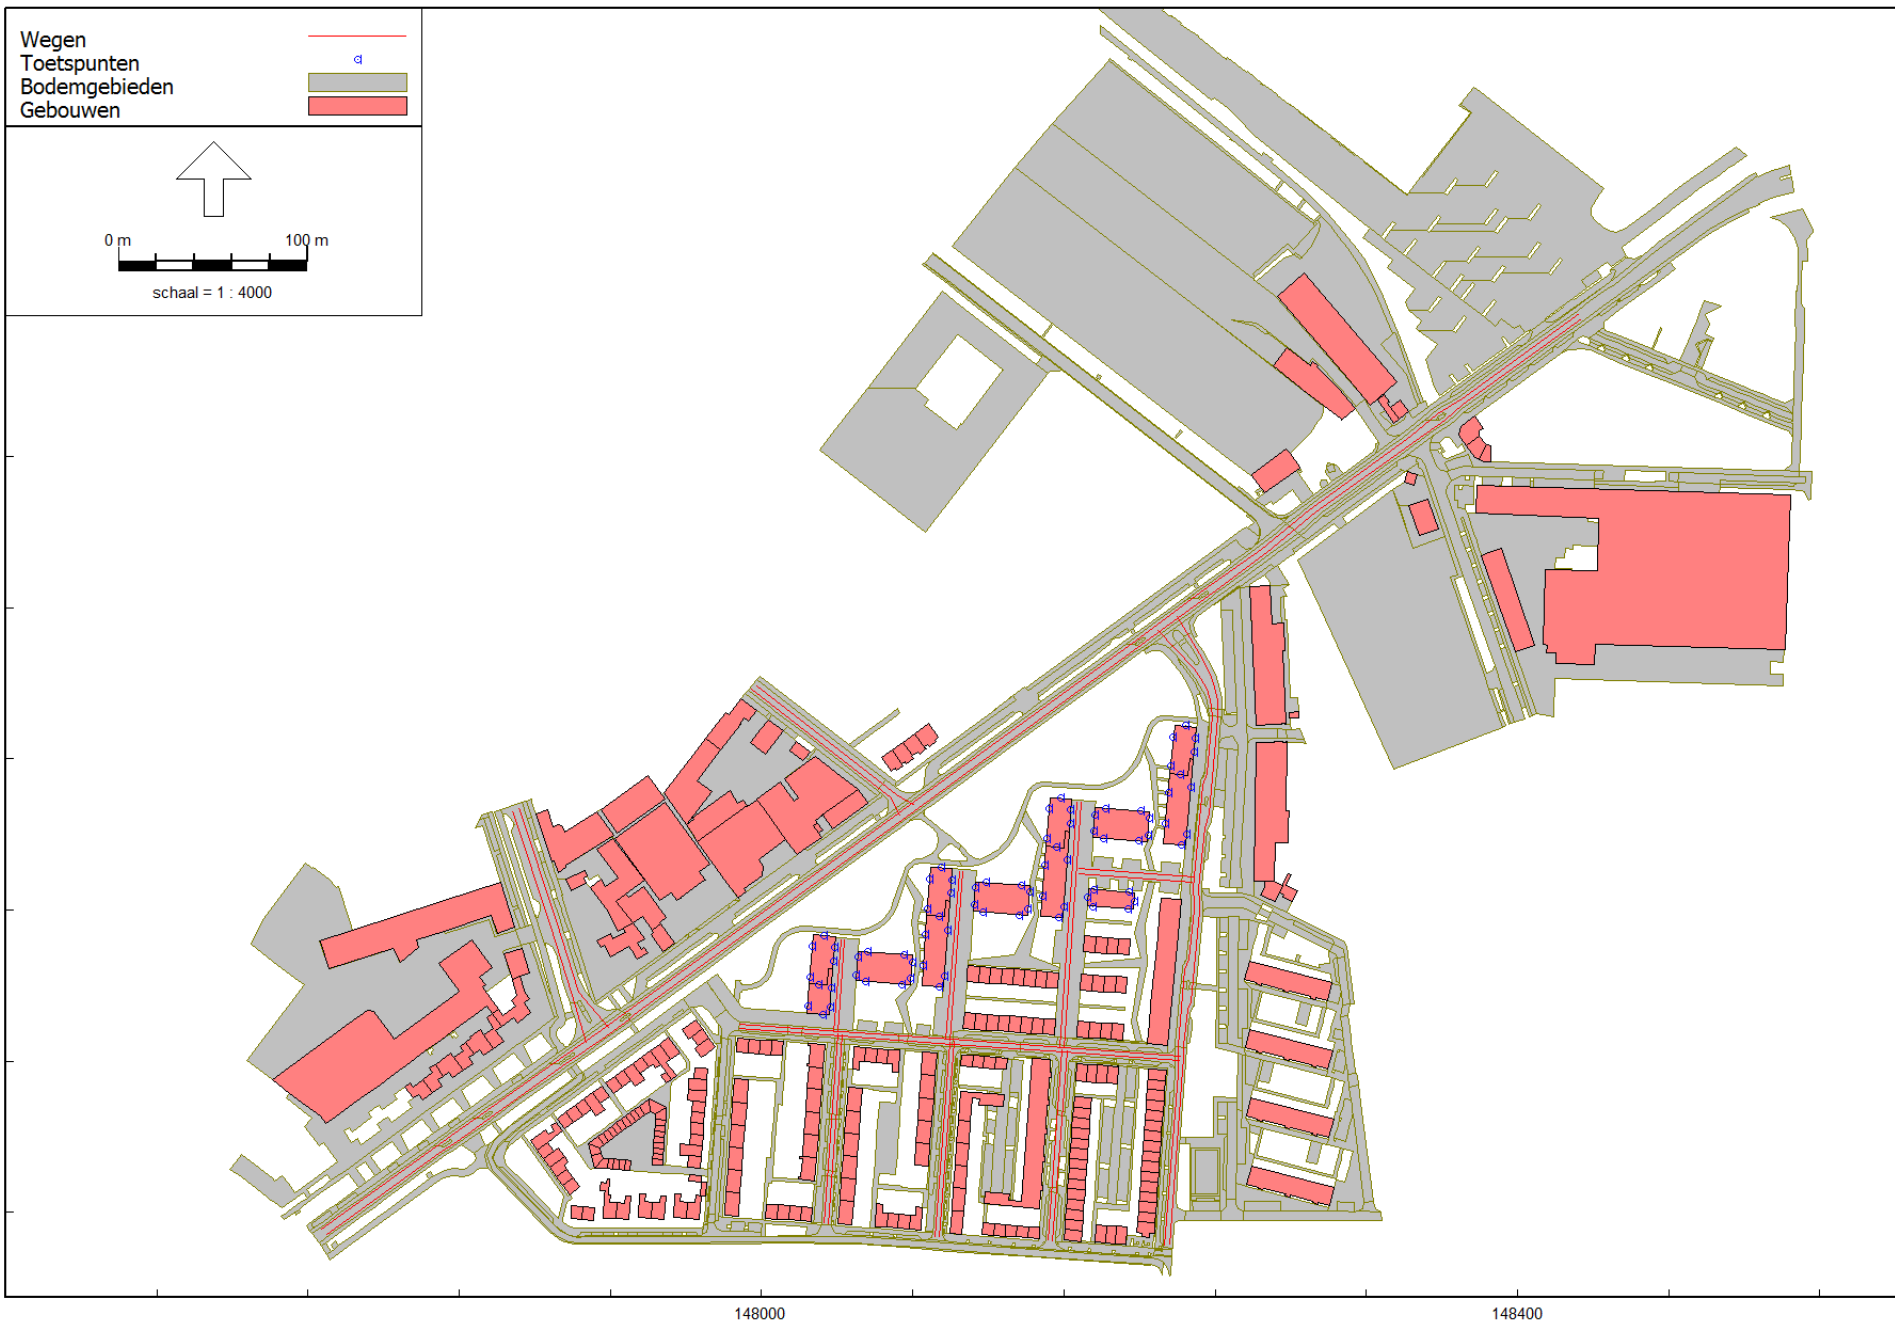 Wegen
Toetspunten
Bodemgebieden
Gebouwen
0 m 100 m
schaal = 1 : 4000
148000 148400